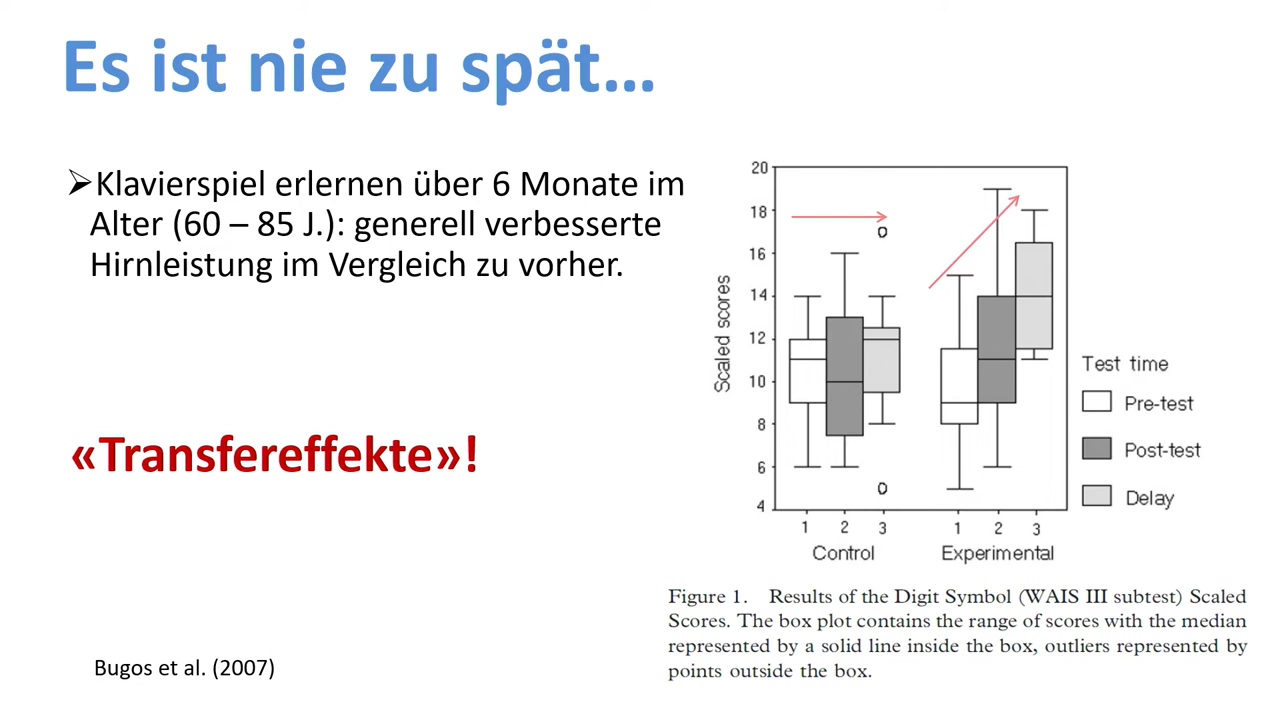 Es ist nie zu spät…
➢Klavierspiel erlernen über 6 Monate im
Alter (60 – 85 J.): generell verbesserte
Hirnleistung im Vergleich zu vorher.
«Transfereffekte»!
Bugos et al. (2007)
Scaled scores
20
18
16
14
12
10
8
6
4
1 2 3 1 2 3
Control Experimental
Test time
Pre-test
Post-test
Delay
Figure 1. Results of the Digit Symbol (WAIS III subtest) Scaled
Scores. The box plot contains the range of scores with the median
represented by a solid line inside the box, outliers represented by
points outside the box.